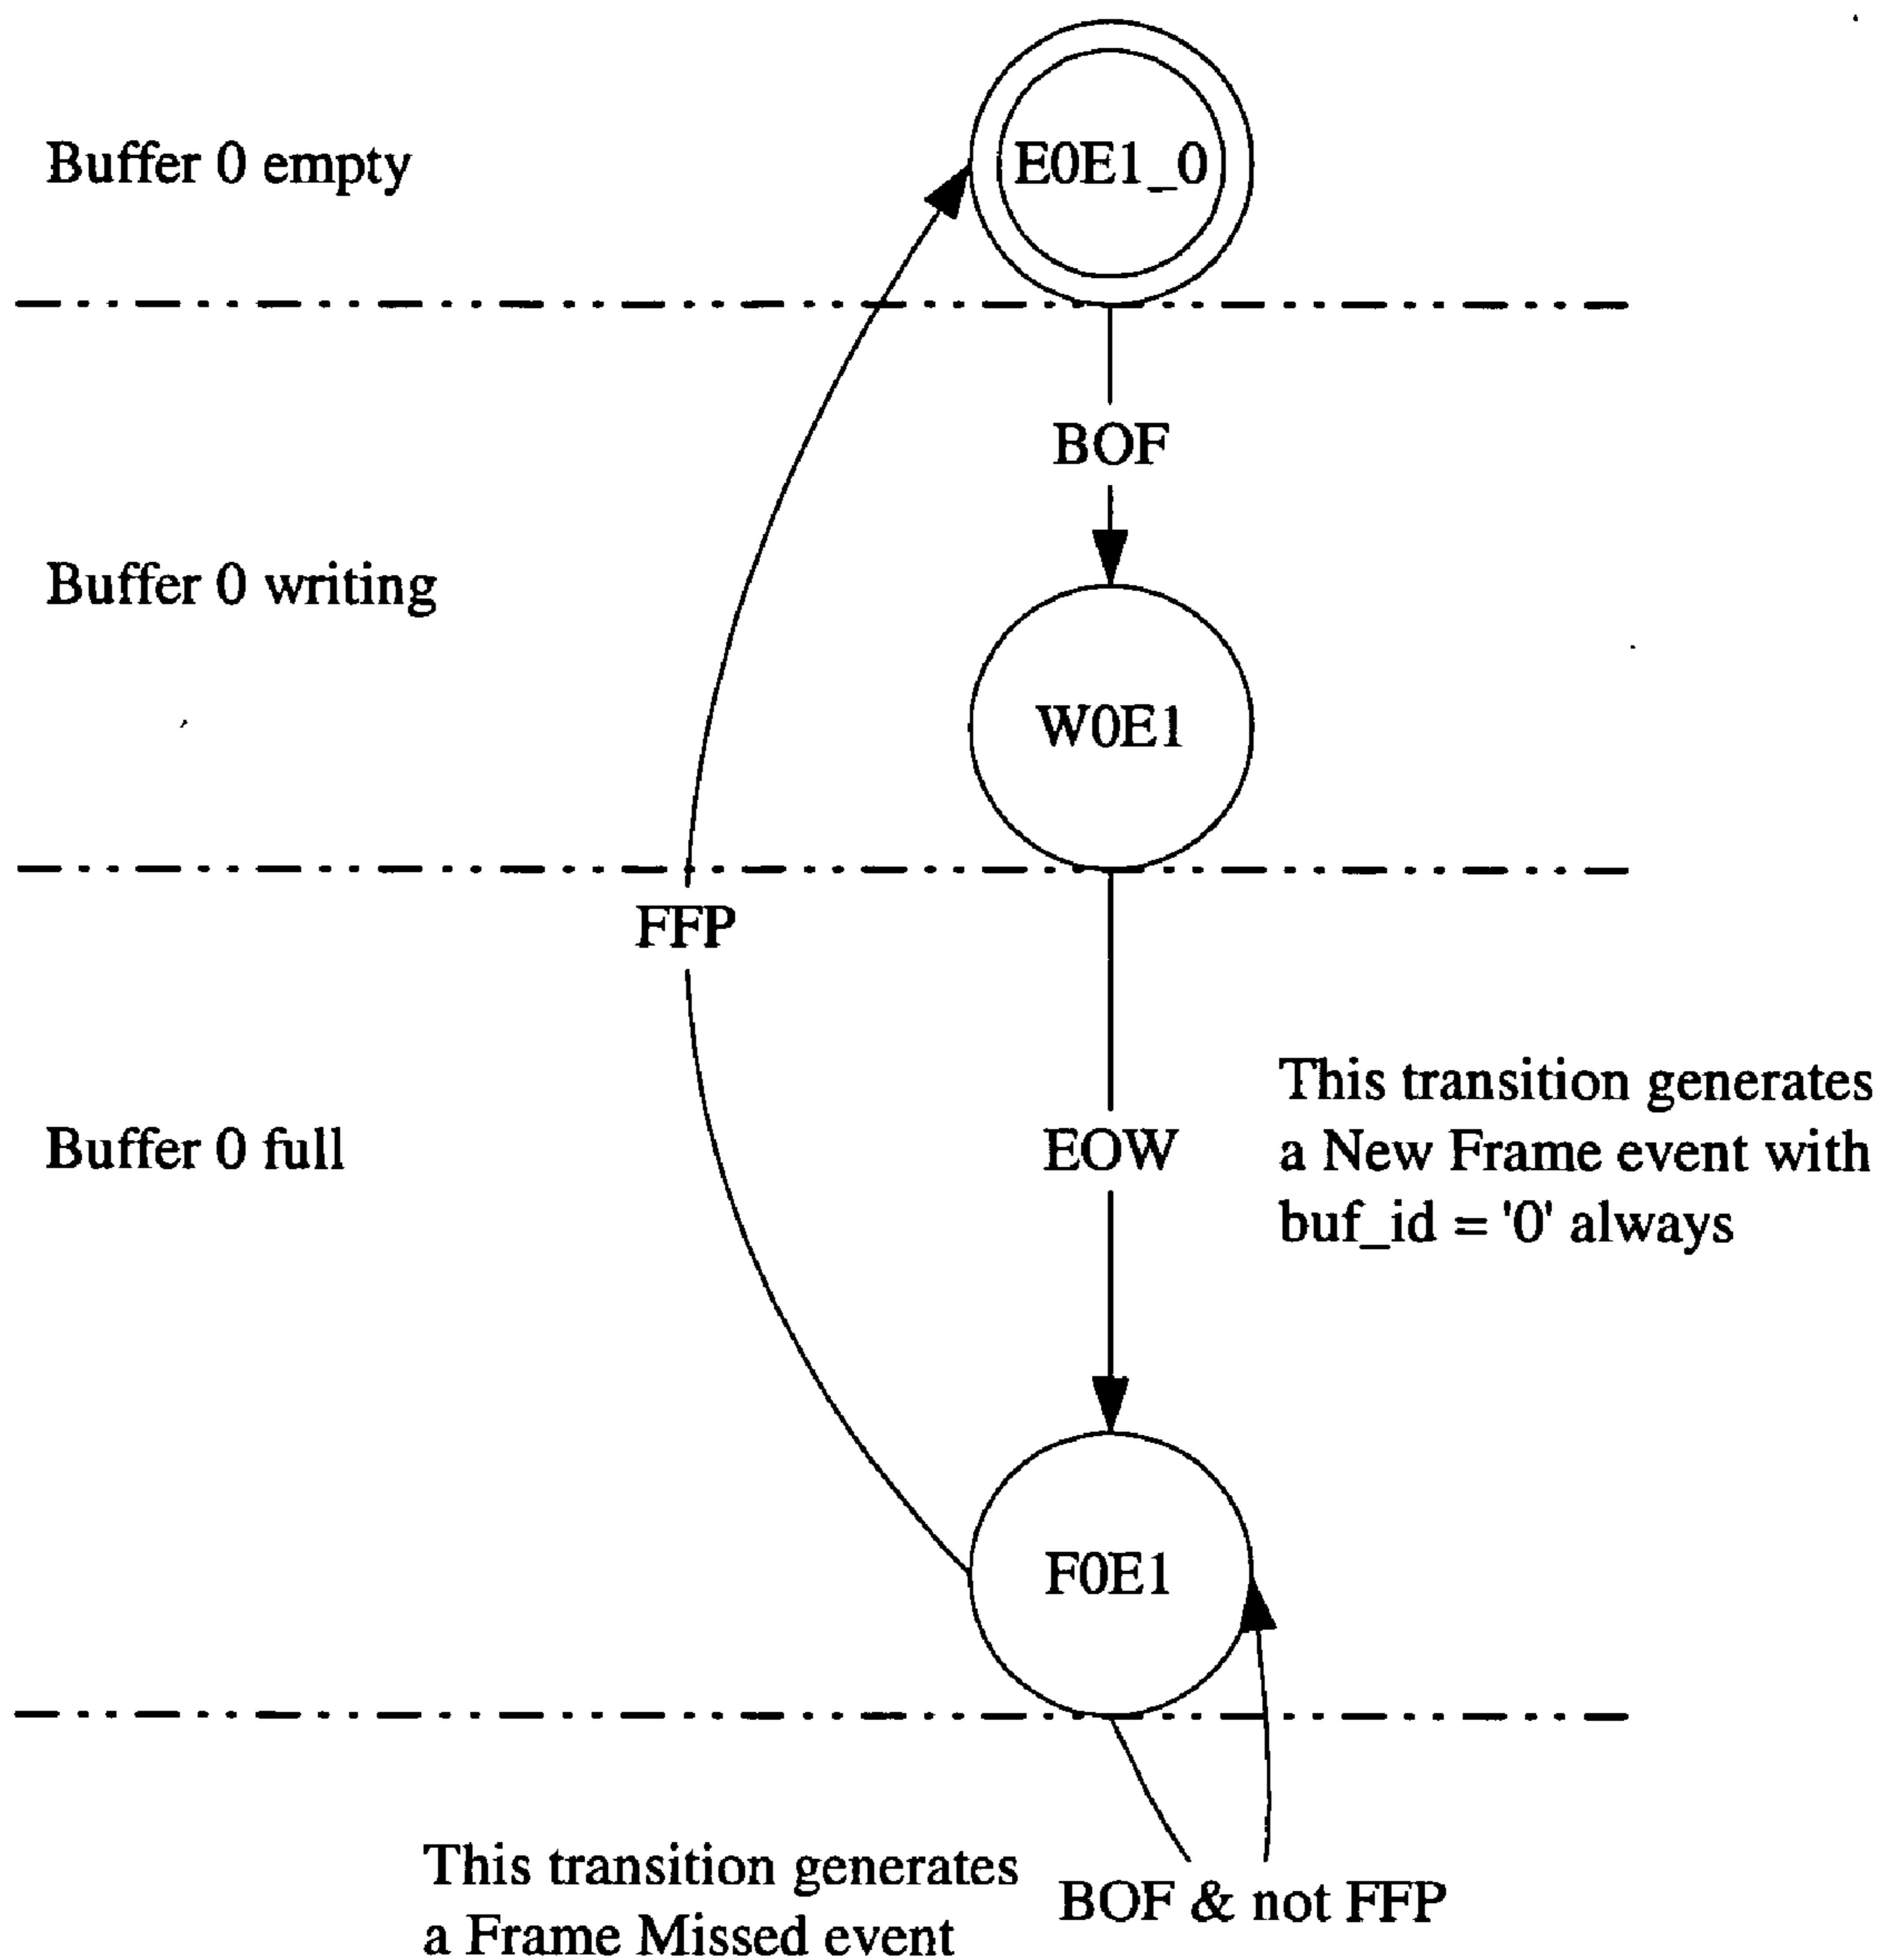 Buffer 0 empty
E0E1_0
BOF
Buffer 0 writing
W0E1
FFP
This transition generates
a New Frame event with
buf_id = '0' always
Buffer 0 full
EOW
F0E1
This transition generates
a Frame Missed event
BOF & not FFP